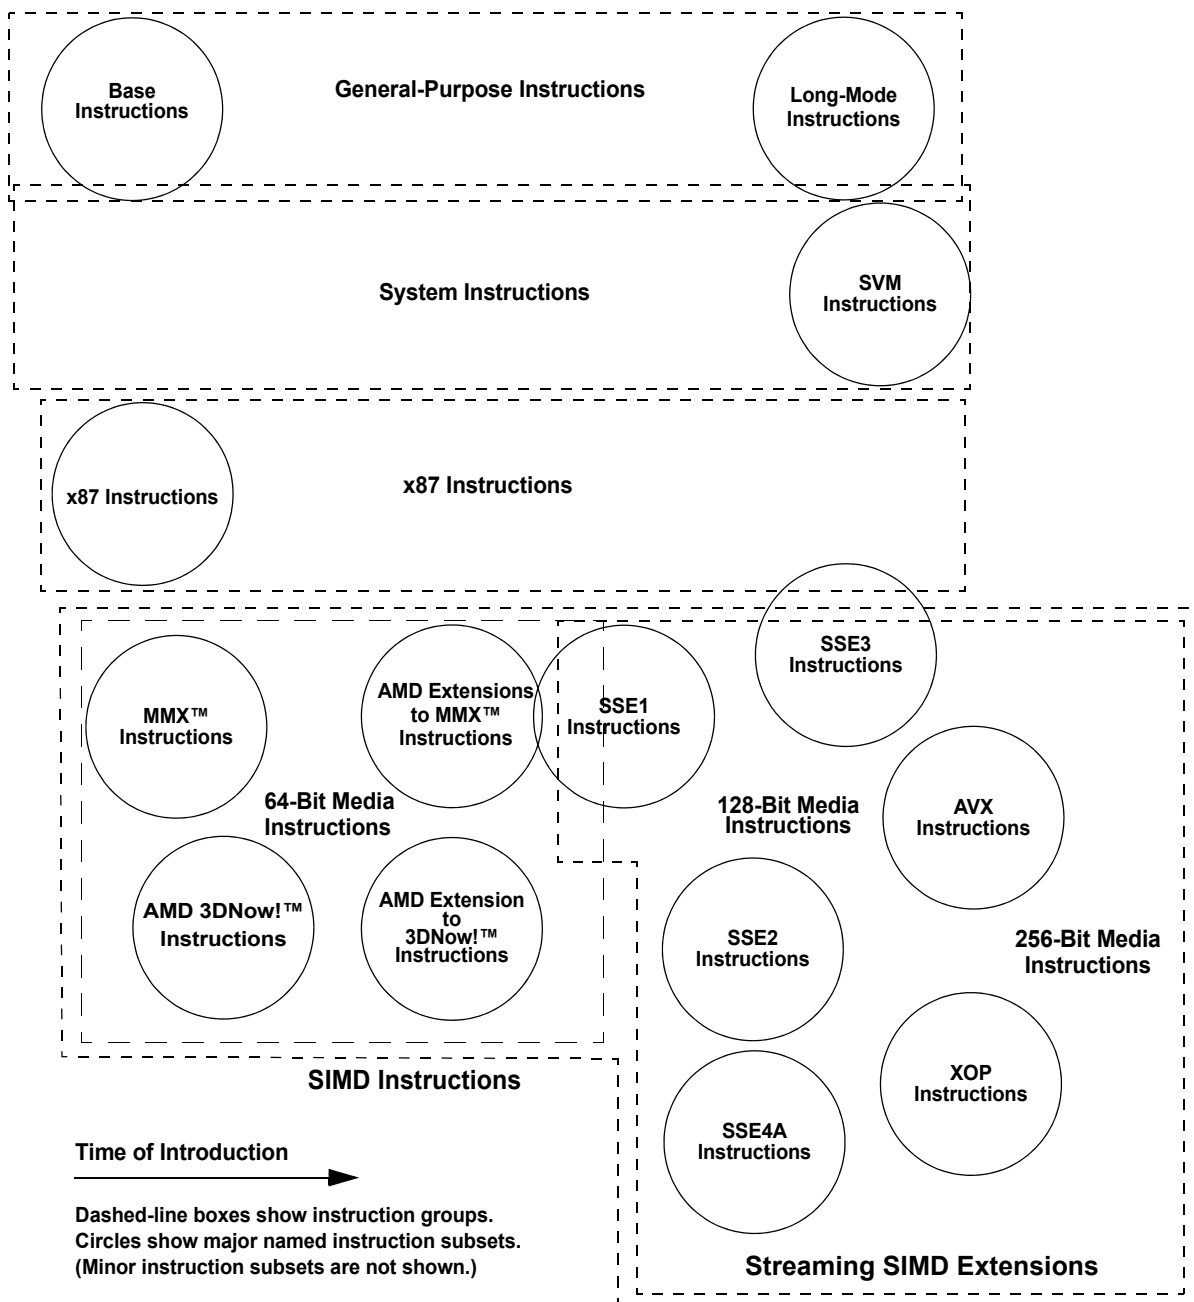 Base
Instructions
General-Purpose Instructions
Long-Mode
Instructions
System Instructions
SVM
Instructions
x87 Instructions
x87 Instructions
SSE3
Instructions
MMX™
Instructions
AMD Extensions
to MMX™
Instructions
SSE1
Instructions
64-Bit Media
Instructions
128-Bit Media
Instructions
AVX
Instructions
AMD 3DNow!™
Instructions
AMD Extension
to
3DNow!™
Instructions
SSE2
Instructions
256-Bit Media
Instructions
SIMD Instructions
XOP
Instructions
SSE4A
Instructions
Time of Introduction
Dashed-line boxes show instruction groups.
Circles show major named instruction subsets.
(Minor instruction subsets are not shown.)
Streaming SIMD Extensions